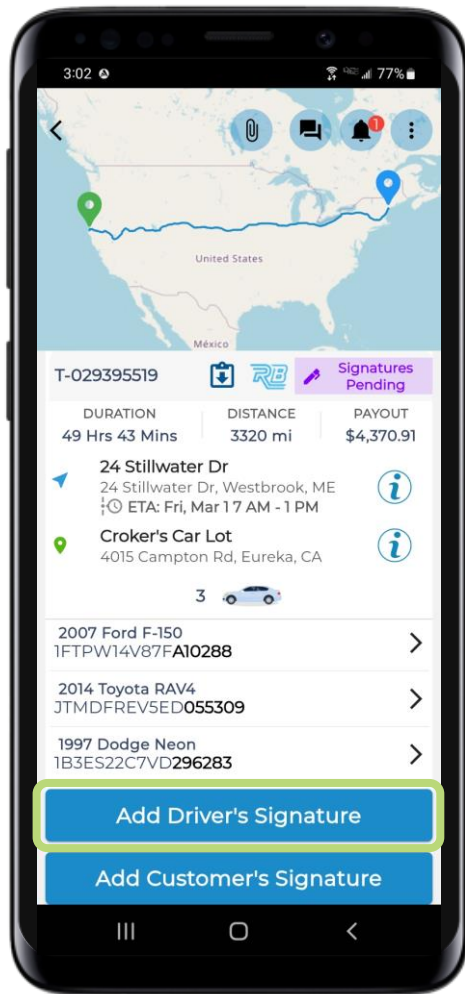 3:02
77%
1
United States
México
T-029395519
RB
Signatures
Pending
DURATION
DISTANCE
PAYOUT
49 Hrs 43 Mins
3320 mi
$4,370.91
24 Stillwater Dr
24 Stillwater Dr, Westbrook, ME
i
ETA: Fri, Mar 1 7 AM - 1 PM
Croker's Car Lot
4015 Campton Rd, Eureka, CA
i
3
2007 Ford F-150
1FTPW14V87FA10288
2014 Toyota RAV4
JTMDFREV5ED055309
1997 Dodge Neon
1B3ES22C7VD296283
Add Driver's Signature
Add Customer's Signature